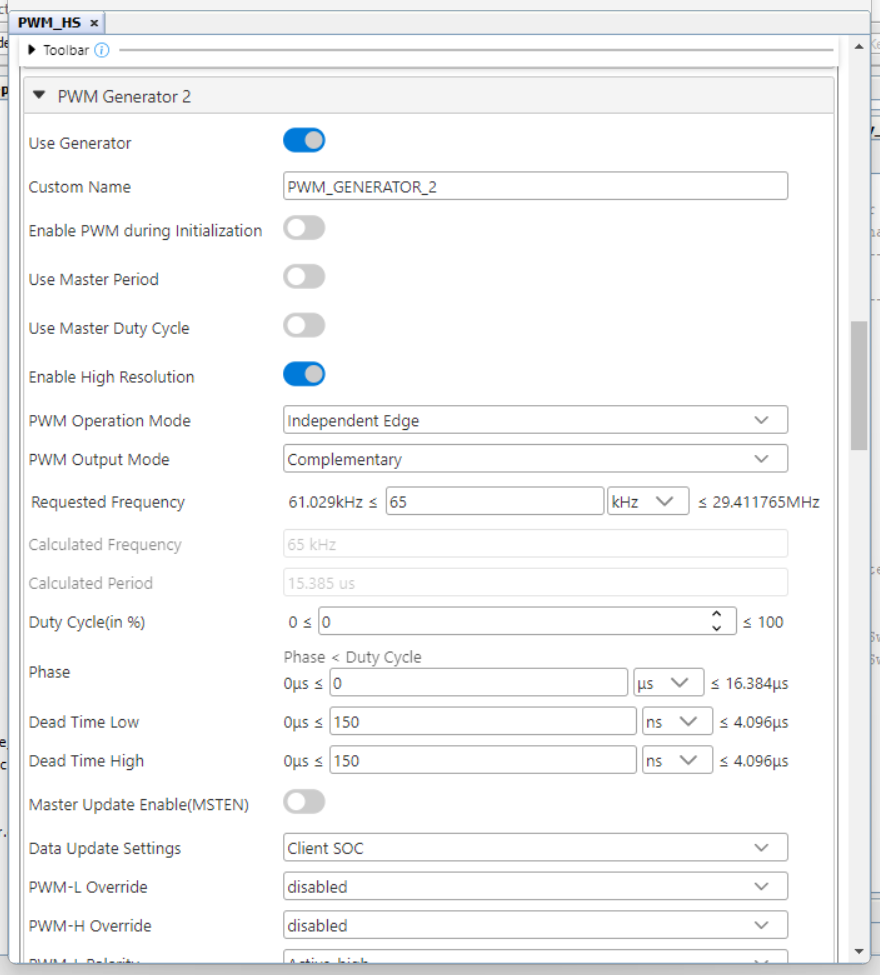 PWM_HS ×
Toolbar
PWM Generator 2
Use Generator
Custom Name PWM_GENERATOR_2
Enable PWM during Initialization
Use Master Period
Use Master Duty Cycle
Enable High Resolution
PWM Operation Mode Independent Edge
PWM Output Mode Complementary
Requested Frequency 61.029kHz ≤ 65 kHz ≤ 29.411765MHz
Calculated Frequency 65 kHz
Calculated Period 15.385 us
Duty Cycle(in %) 0 ≤ 0 ≤ 100
Phase < Duty Cycle
Phase 0µs ≤ 0 µs ≤ 16.384µs
Dead Time Low 0µs ≤ 150 ns ≤ 4.096µs
Dead Time High 0µs ≤ 150 ns ≤ 4.096µs
Master Update Enable(MSTEN)
Data Update Settings Client SOC
PWM-L Override disabled
PWM-H Override disabled
PWM-L Polarity Active-high